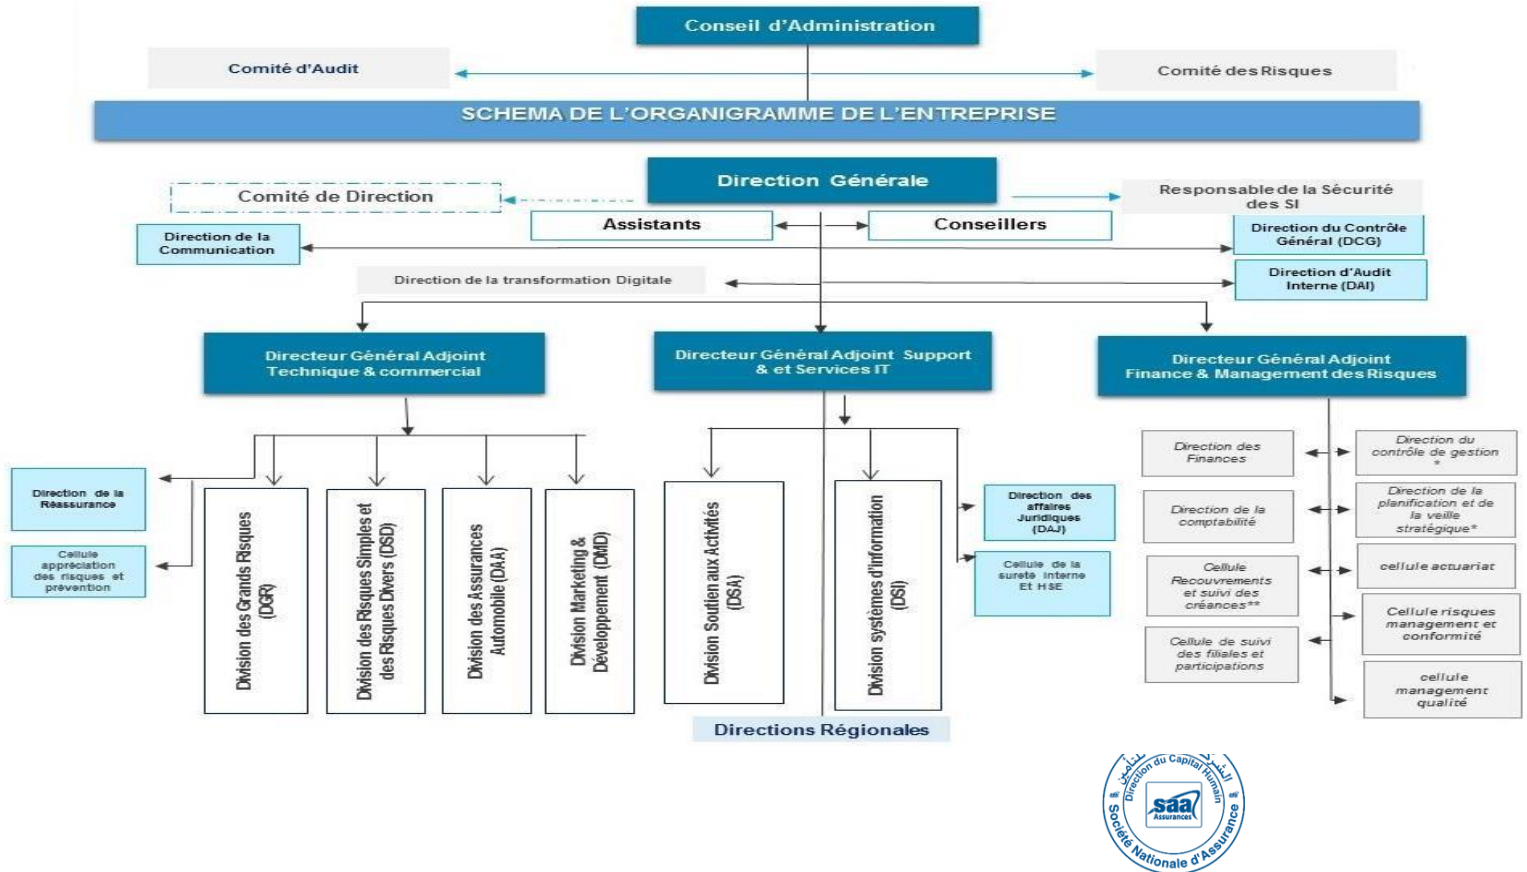 Conseil d'Administration
Comité d'Audit
Comité des Risques
SCHEMA DE L'ORGANIGRAMME DE L'ENTREPRISE
Direction Générale
Comité de Direction
Responsable de la Sécurité
des SI
Assistants
Conseillers
Direction de la
Communication
Direction du Contrôle
Général (DCG)
Direction de la transformation Digitale
Direction d'Audit
Interne (DAI)
Directeur Général Adjoint
Technique & commercial
Directeur Général Adjoint Support
& et Services IT
Directeur Général Adjoint
Finance & Management des Risques
Direction de la
Réassurance
Cellule
appréciation
des risques et
prévention
Division des Grands Risques
(DGR)
Division des Risques Simples et
des Risques Divers (DSD)
Division des Assurances
Automobile (DAA)
Division Marketing &
Développement (DMD)
Division Soutien aux Activités
(DSA)
Division systèmes d'information
(DSI)
Direction des
affaires
Juridiques
(DAJ)
Cellule de la
sureté interne
Et HSE
Direction des
Finances
Direction du
contrôle de gestion
*
Direction de la
comptabilité
Direction de la
planification et de
la veille
stratégique*
Cellule
Recouvrements
et suivi des
créances**
cellule actuariat
Cellule de suivi
des filiales et
participations
Cellule risques
management et
conformité
cellule
management
qualité
Directions Régionales
Direction du Capital Humain
saa
Assurances
Société Nationale d'Assurance